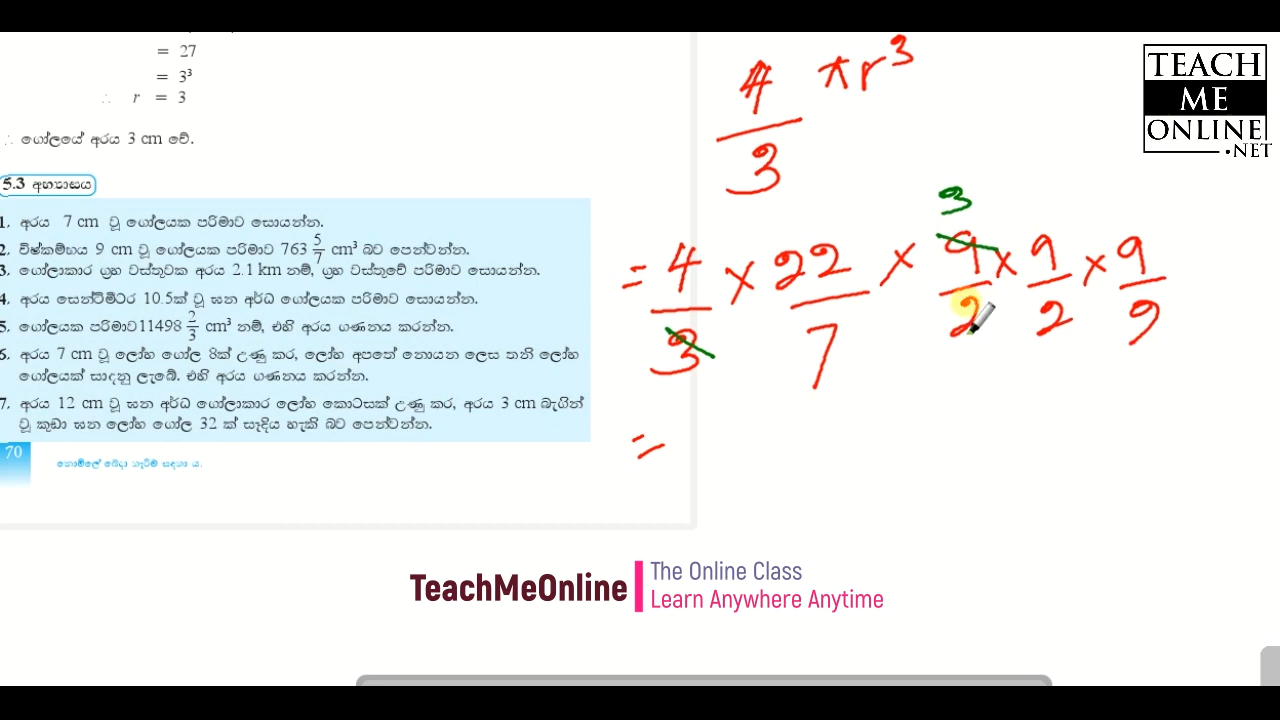 = 27
= 3³
∴ r = 3
∴ ගෝලයේ අරය 3 cm වේ.
5.3 අභ්‍යාසය
1. අරය 7 cm වූ ගෝලයක පරිමාව සොයන්න.
2. විෂ්කම්භය 9 cm වූ ගෝලයක පරිමාව 763 5/7 cm³ බව පෙන්වන්න.
3. ගෝලාකාර ග්‍රහ වස්තුවක අරය 2.1 km නම්, ග්‍රහ වස්තුවේ පරිමාව සොයන්න.
4. අරය සෙන්ටිමීටර 10.5ක් වූ ඝන අර්ධ ගෝලයක පරිමාව සොයන්න.
5. ගෝලයක පරිමාව11498 2/3 cm³ නම්, එහි අරය ගණනය කරන්න.
6. අරය 7 cm වූ ලෝහ ගෝල 8ක් උණු කර, ලෝහ අපතේ නොයන ලෙස තනි ලෝහ
ගෝලයක් සාදනු ලැබේ. එහි අරය ගණනය කරන්න.
7. අරය 12 cm වූ ඝන අර්ධ ගෝලාකාර ලෝහ කොටසක් උණු කර, අරය 3 cm බැගින්
වූ කුඩා ඝන ලෝහ ගෝල 32 ක් සෑදිය හැකි බව පෙන්වන්න.
70
නොමිලේ බෙදා හැරීම සඳහා ය.
4/3 πr³
3
= 4/3 × 22/7 × 9/2 × 9/2 × 9/9
=
TEACH
ME
ONLINE
.NET
TeachMeOnline
The Online Class
Learn Anywhere Anytime